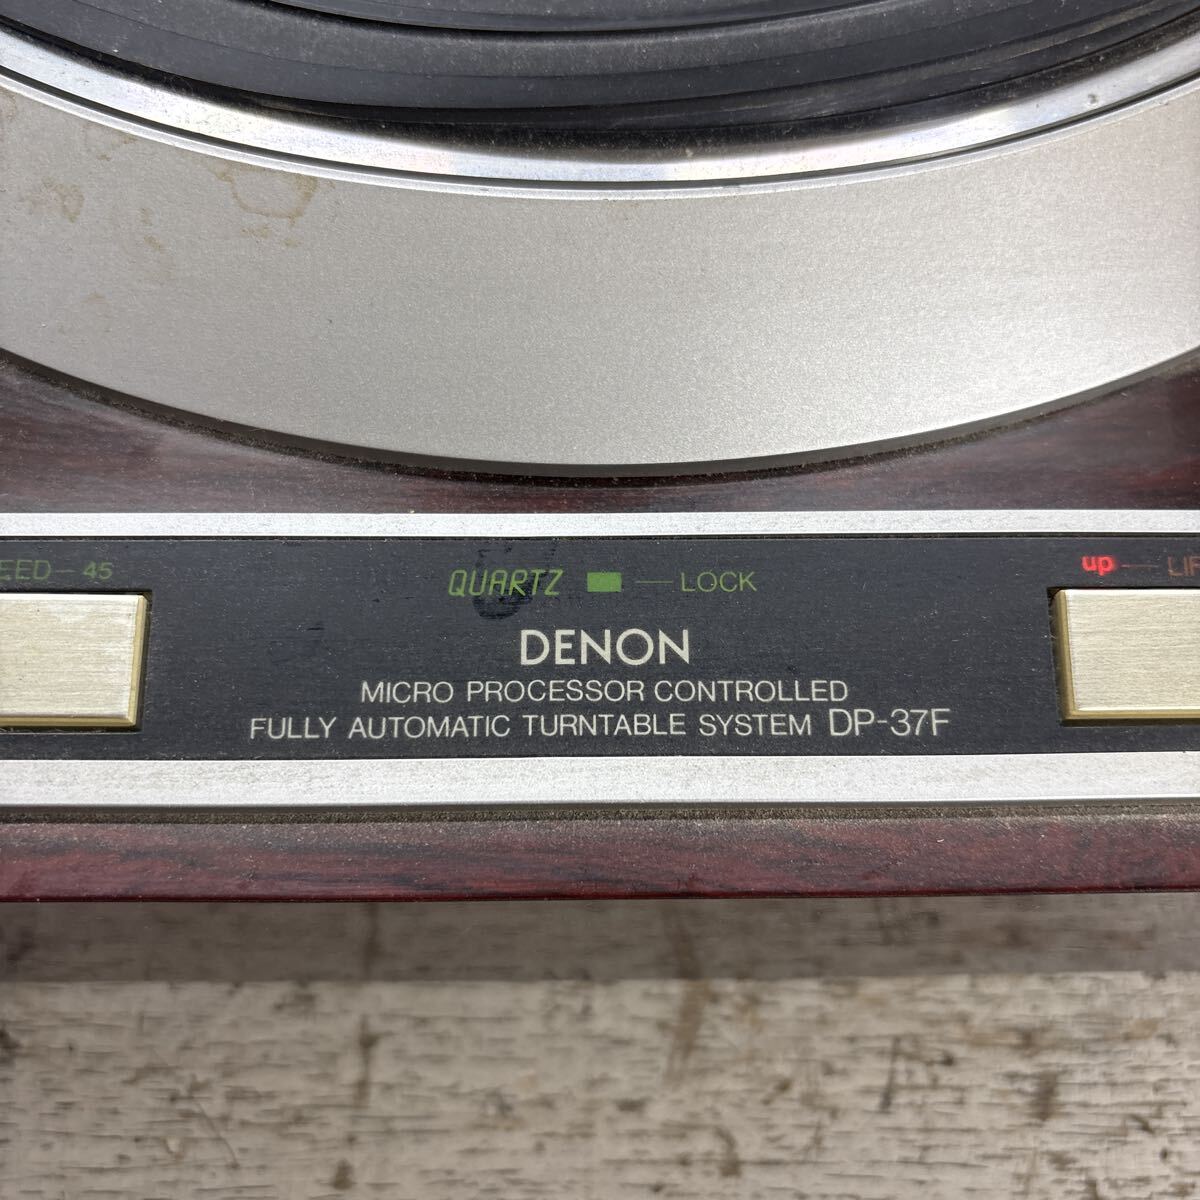 EED — 45
QUARTZ — LOCK
up — LIF
DENON
MICRO PROCESSOR CONTROLLED
FULLY AUTOMATIC TURNTABLE SYSTEM DP-37F